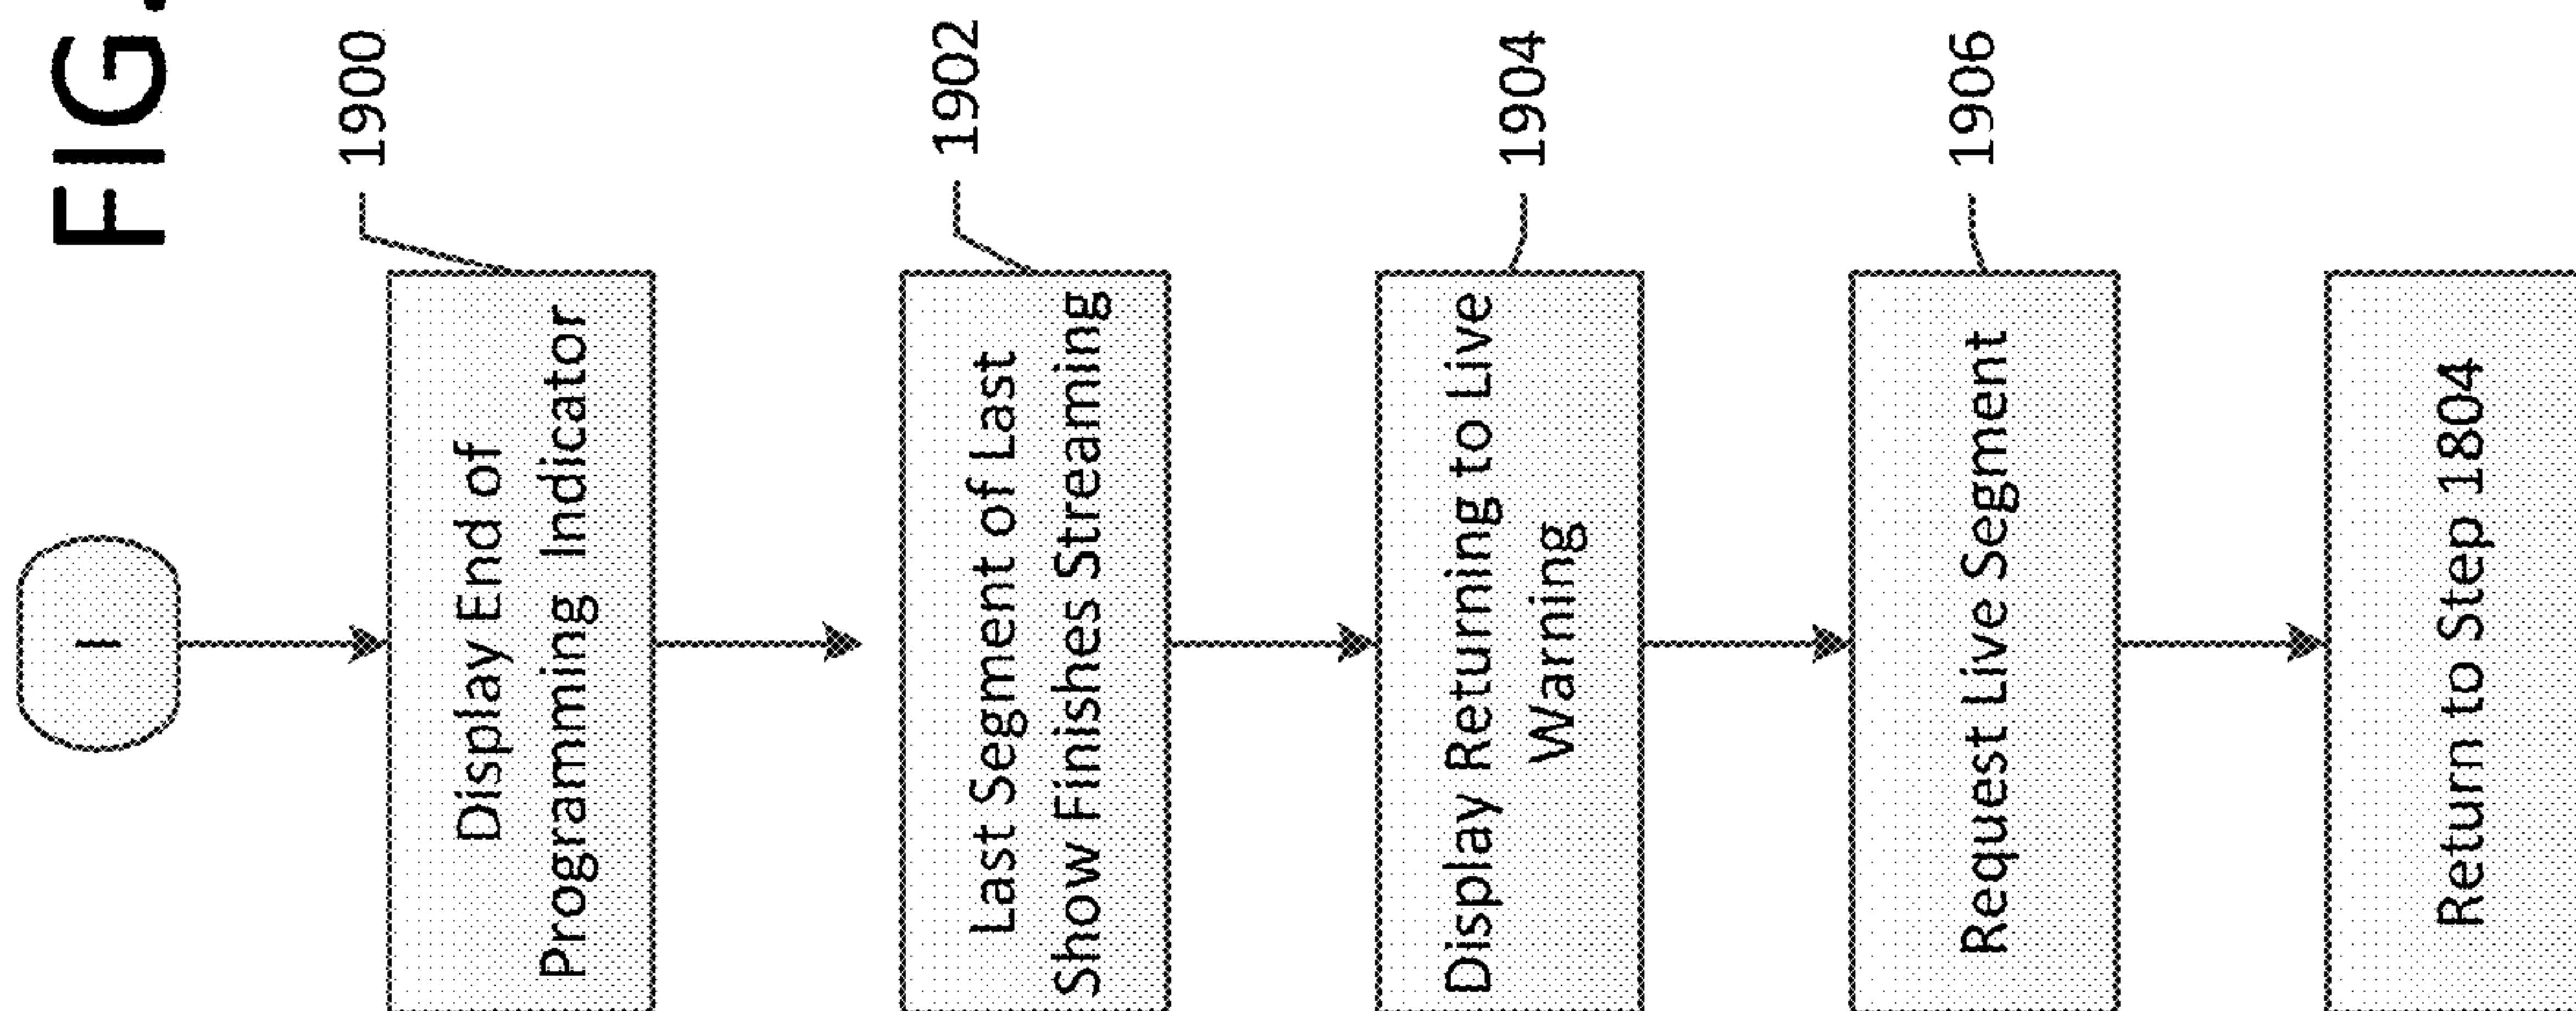 FIG.
I
1900
Display End of
Programming Indicator
1902
Last Segment of Last
Show Finishes Streaming
1904
Display Returning to Live
Warning
1906
Request Live Segment
Return to Step 1804